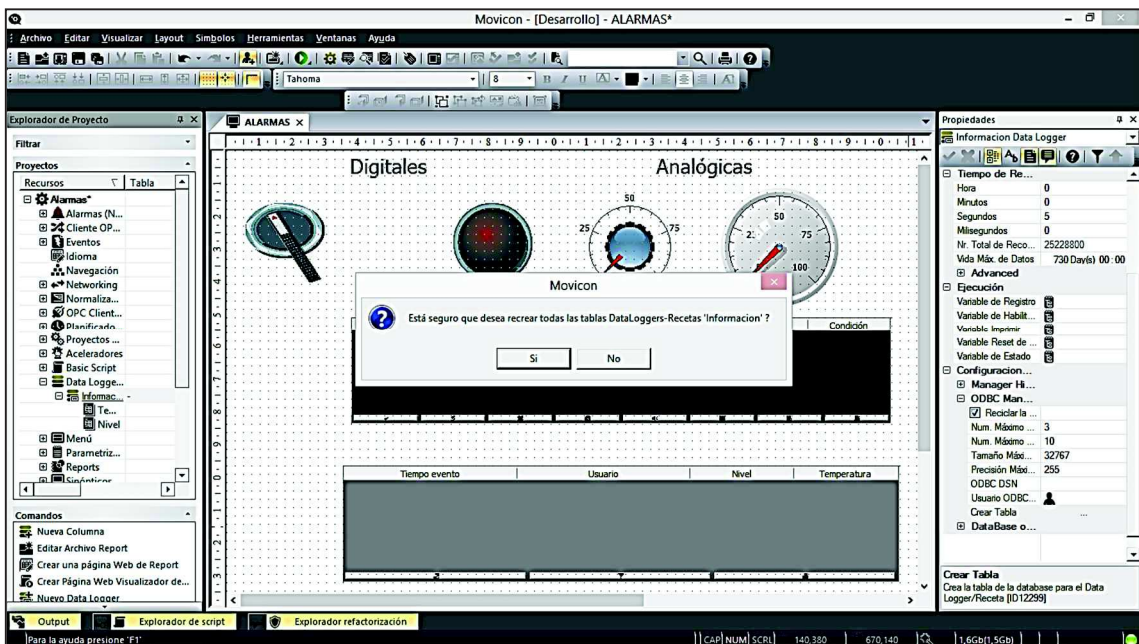 Movicon - [Desarrollo] - ALARMAS*
Archivo Editar Visualizar Layout Simbolos Herramientas Ventanas Ayuda
Tahoma 8
Explorador de Proyecto
Filtrar
Proyectos
Recursos Tabla
Alarmas*
Alarmas (N...
Cliente OP...
Eventos
Idioma
Navegación
Networking
Normaliza...
OPC Client...
Planificado...
Proyectos ...
Aceleradores
Basic Script
Data Logge...
Informac... -
Te...
Nivel
Menú
Parametriz...
Reports
Sinópticos
Comandos
Nueva Columna
Editar Archivo Report
Crear una página Web de Report
Crear Página Web Visualizador de...
Nuevo Data Logger
ALARMAS
Digitales Analógicas
50
25 75
50
75
100
Movicon
Está seguro que desea recrear todas las tablas DataLoggers-Recetas 'Informacion' ?
Si No
Condición
Tiempo evento Usuario Nivel Temperatura
Propiedades
Informacion Data Logger
Tiempo de Re...
Hora 0
Minutos 0
Segundos 5
Milisegundos 0
Nr. Total de Reco... 25228800
Vida Máx. de Datos 730 Day(s) 00:00
Advanced
Ejecución
Variable de Registro
Variable de Habilit...
Variable Imprimir
Variable Reset de ...
Variable de Estado
Configuracion...
Manager Hi...
ODBC Man...
Reciclar la ...
Num. Máximo ... 3
Num. Máximo ... 10
Tamaño Máxi... 32767
Precisión Máxi... 255
ODBC DSN
Usuario ODBC...
Crear Tabla ...
DataBase o...
Crear Tabla
Crea la tabla de la database para el Data Logger/Receta [ID12299]
Output Explorador de script Explorador refactorización
Para la ayuda presione 'F1' CAP NUM SCRL 140,380 670,140 1,6Gb(1,5Gb)